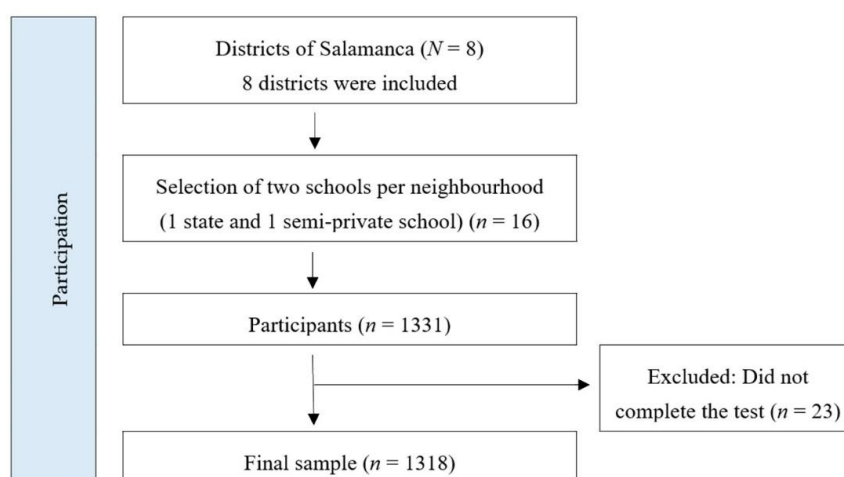 Participation
Districts of Salamanca (N = 8)
8 districts were included
Selection of two schools per neighbourhood
(1 state and 1 semi-private school) (n = 16)
Participants (n = 1331)
Excluded: Did not
complete the test (n = 23)
Final sample (n = 1318)